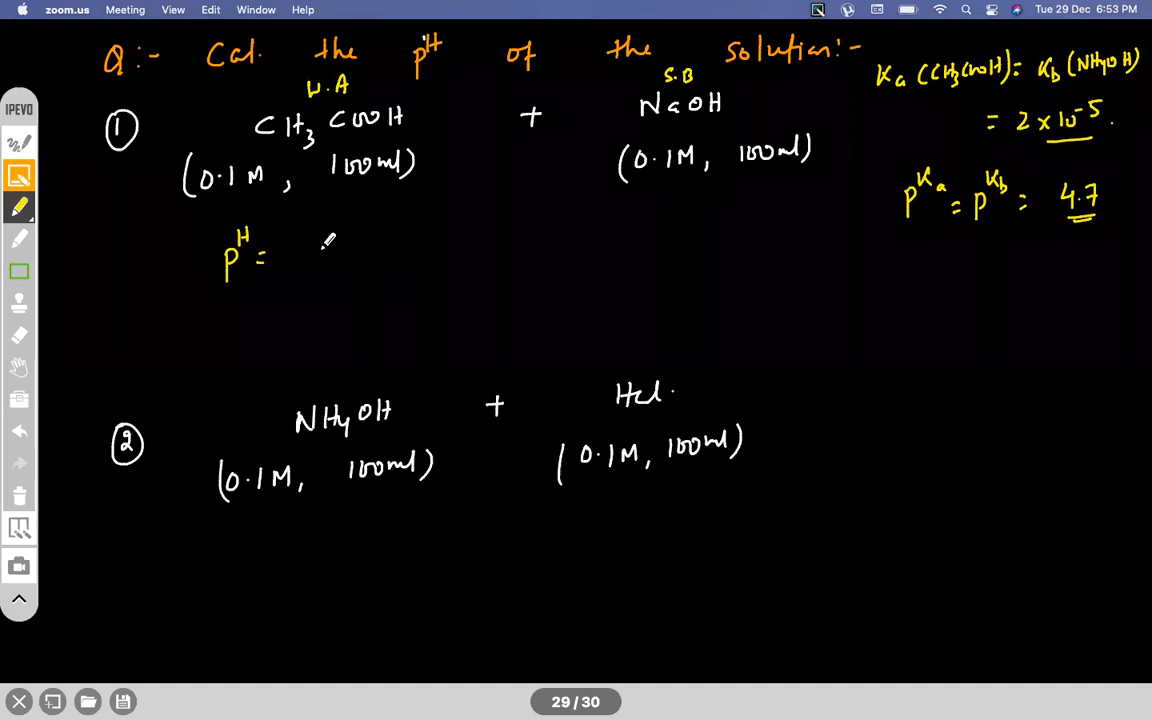 zoom.us Meeting View Edit Window Help Tue 29 Dec 6:53 PM
Q:- Cal. the pH of the solution:-
IPEVO
W.A S.B
① CH3COOH + NaOH
(0.1M, 100ml) (0.1M, 100ml)
Ka (CH3COOH) = Kb (NH4OH)
= 2 × 10-5.
pKa = pKb = 4.7
pH =
② NH4OH + Hcl.
(0.1M, 100ml) (0.1M, 100ml)
29 / 30